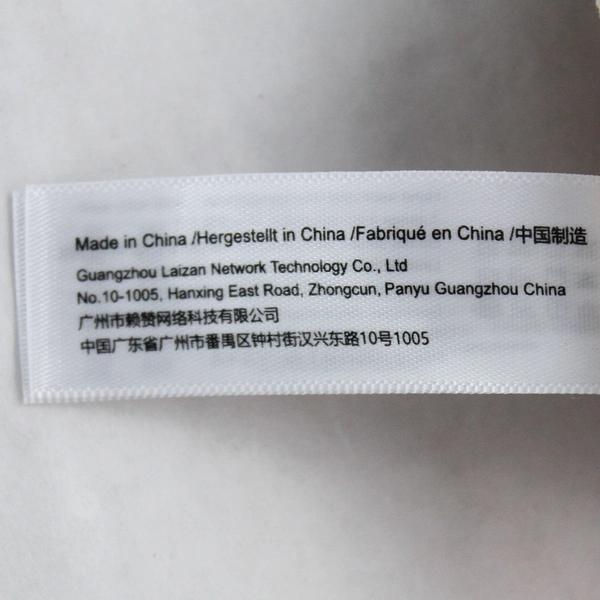 Made in China /Hergestellt in China /Fabriqué en China /中国制造
Guangzhou Laizan Network Technology Co., Ltd
No.10-1005, Hanxing East Road, Zhongcun, Panyu Guangzhou China
广州市赖赞网络科技有限公司
中国广东省广州市番禺区钟村街汉兴东路10号1005